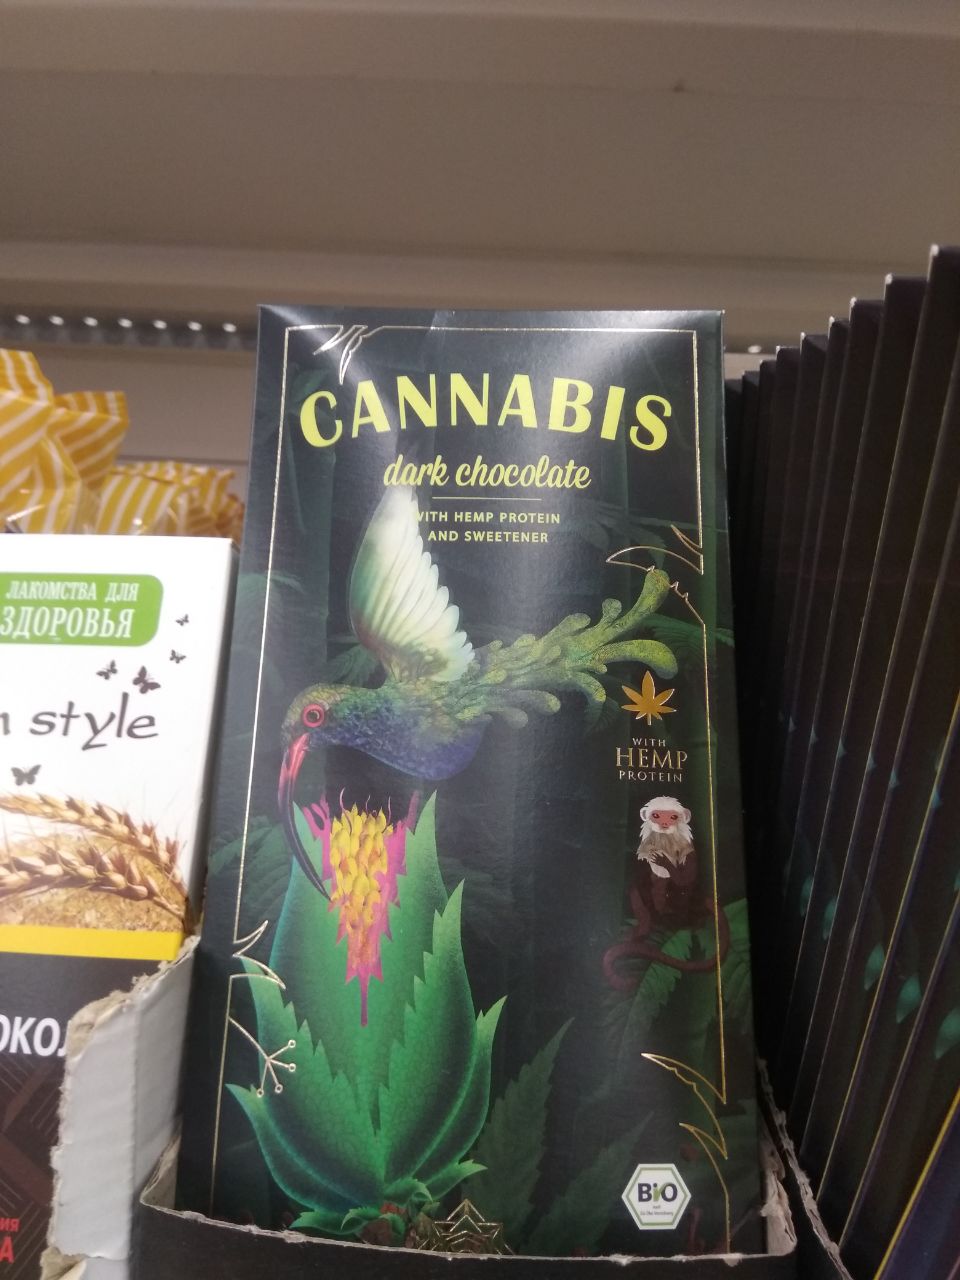 CANNABIS
dark chocolate
WITH HEMP PROTEIN
AND SWEETENER
ЛАКОМСТВА ДЛЯ
ЗДОРОВЬЯ
style
WITH
HEMP
PROTEIN
BiO